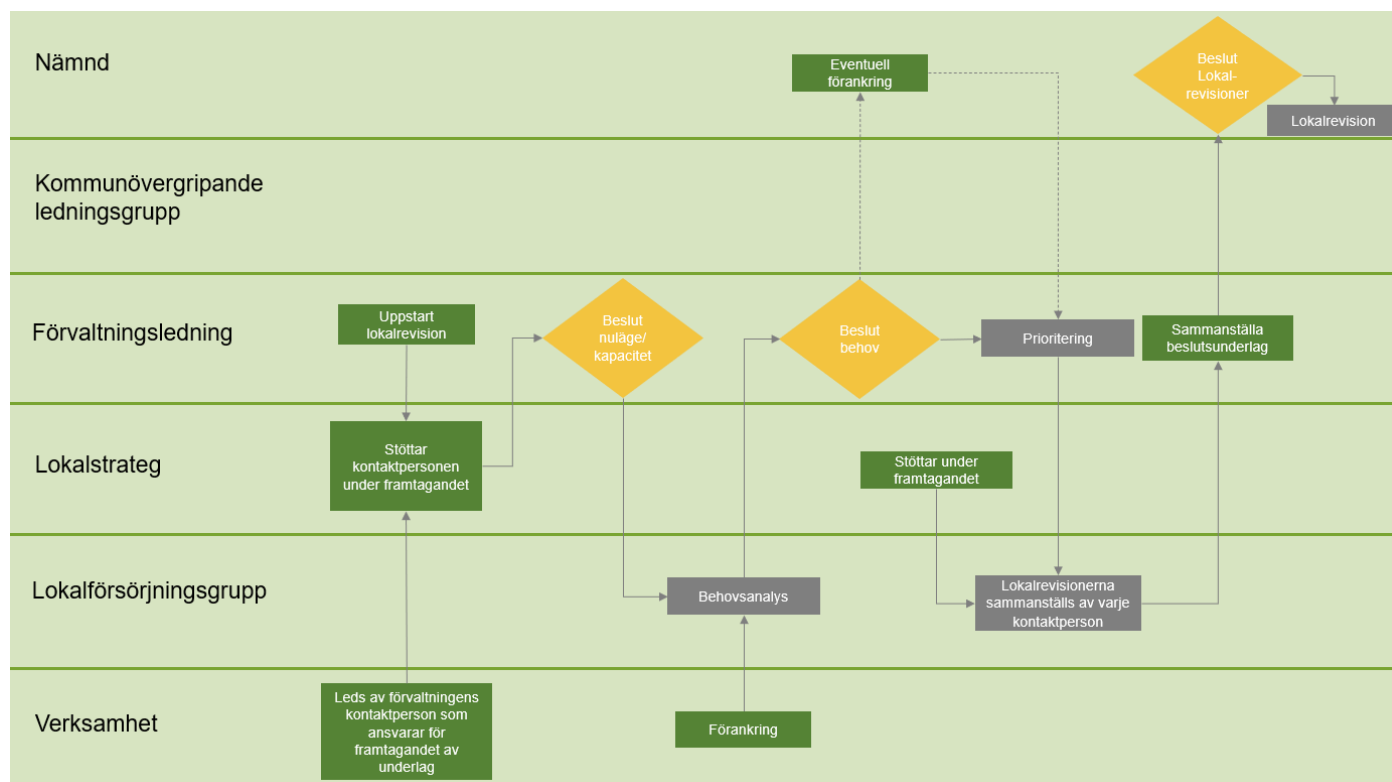 Nämnd
Eventuell
förankring
Beslut
Lokal-
revisioner
Lokalrevision
Kommunövergripande
ledningsgrupp
Förvaltningsledning
Uppstart
lokalrevision
Beslut
nuläge/
kapacitet
Beslut
behov
Prioritering
Sammanställa
beslutsunderlag
Lokalstrateg
Stöttar
kontaktpersonen
under framtagandet
Stöttar under
framtagandet
Lokalförsörjningsgrupp
Behovsanalys
Lokalrevisionerna
sammanställs av varje
kontaktperson
Verksamhet
Leds av förvaltningens
kontaktperson som
ansvarar för
framtagandet av
underlag
Förankring